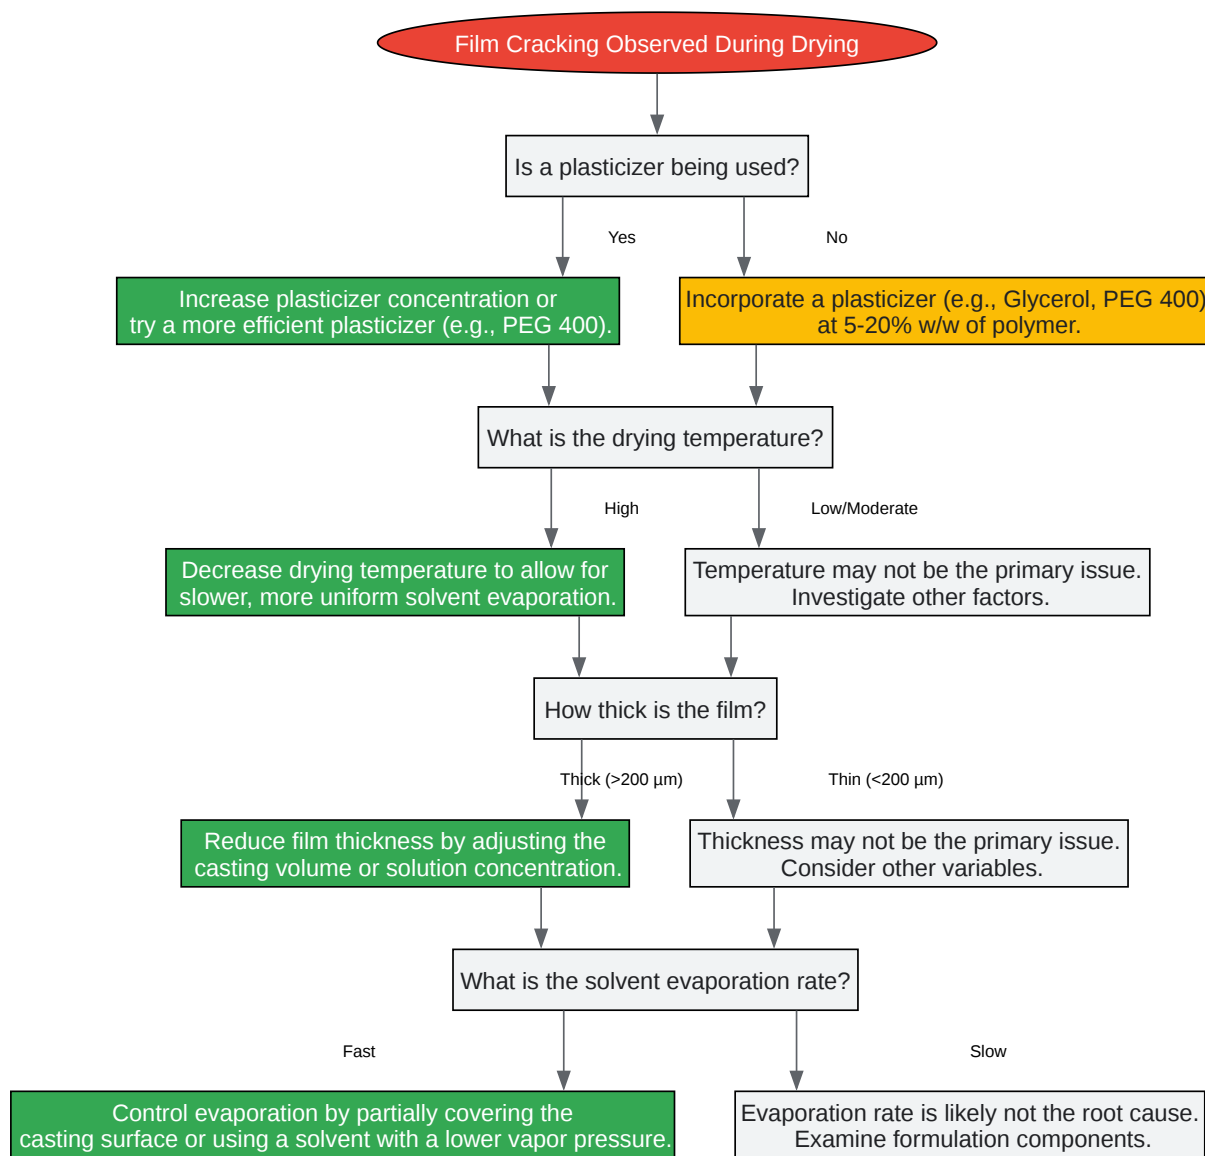 Film Cracking Observed During Drying
Is a plasticizer being used?
Yes
No
Increase plasticizer concentration or
try a more efficient plasticizer (e.g., PEG 400).
Incorporate a plasticizer (e.g., Glycerol, PEG 400)
at 5-20% w/w of polymer.
What is the drying temperature?
High
Low/Moderate
Decrease drying temperature to allow for
slower, more uniform solvent evaporation.
Temperature may not be the primary issue.
Investigate other factors.
How thick is the film?
Thick (>200 µm)
Thin (<200 µm)
Reduce film thickness by adjusting the
casting volume or solution concentration.
Thickness may not be the primary issue.
Consider other variables.
What is the solvent evaporation rate?
Fast
Slow
Control evaporation by partially covering the
casting surface or using a solvent with a lower vapor pressure.
Evaporation rate is likely not the root cause.
Examine formulation components.